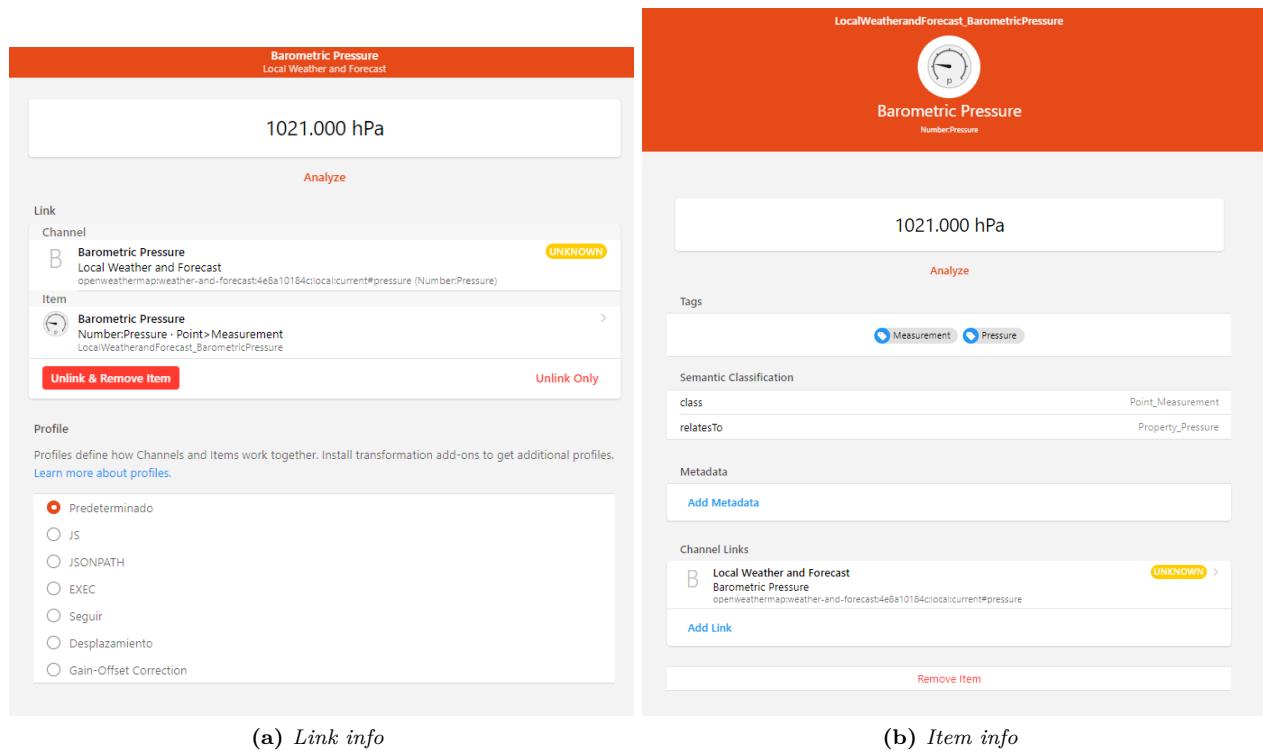 Barometric Pressure
Local Weather and Forecast
1021.000 hPa
Analyze
Link
Channel
B
Barometric Pressure
UNKNOWN
Local Weather and Forecast
openweathermap:weather-and-forecast:4e8a10184c:local:current#pressure (Number:Pressure)
Item
p
Barometric Pressure
Number:Pressure · Point>Measurement
LocalWeatherandForecast_BarometricPressure
Unlink & Remove Item
Unlink Only
Profile
Profiles define how Channels and Items work together. Install transformation add-ons to get additional profiles.
Learn more about profiles.
Predeterminado
JS
JSONPATH
EXEC
Seguir
Desplazamiento
Gain-Offset Correction
(a) Link info
LocalWeatherandForecast_BarometricPressure
p
Barometric Pressure
Number:Pressure
1021.000 hPa
Analyze
Tags
Measurement Pressure
Semantic Classification
class Point_Measurement
relatesTo Property_Pressure
Metadata
Add Metadata
Channel Links
B
Local Weather and Forecast
UNKNOWN
Barometric Pressure
openweathermap:weather-and-forecast:4e8a10184c:local:current#pressure
Add Link
Remove Item
(b) Item info